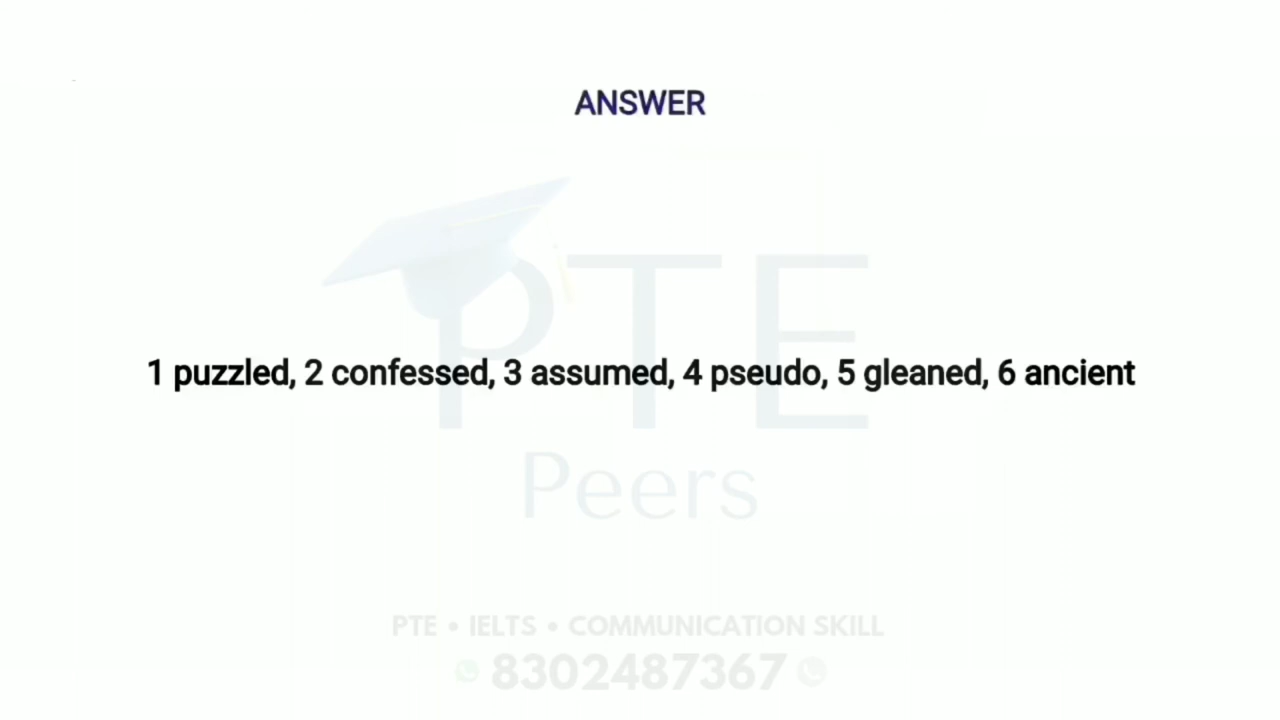 ANSWER
PTE
1 puzzled, 2 confessed, 3 assumed, 4 pseudo, 5 gleaned, 6 ancient
Peers
PTE • IELTS • COMMUNICATION SKILL
8302487367